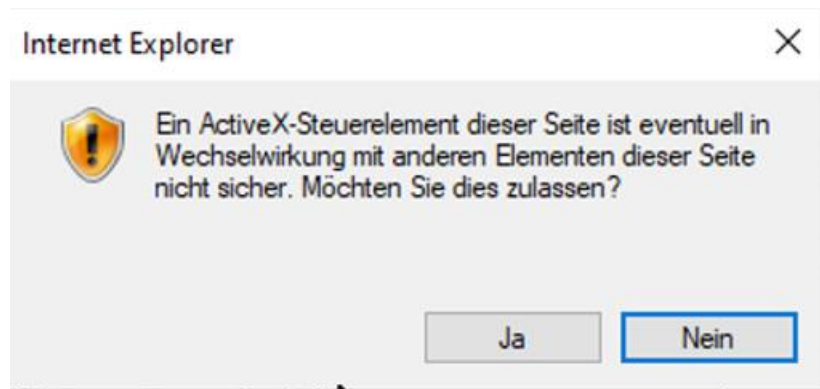 Internet Explorer
Ein ActiveX-Steuerelement dieser Seite ist eventuell in
Wechselwirkung mit anderen Elementen dieser Seite
nicht sicher. Möchten Sie dies zulassen?
Ja
Nein